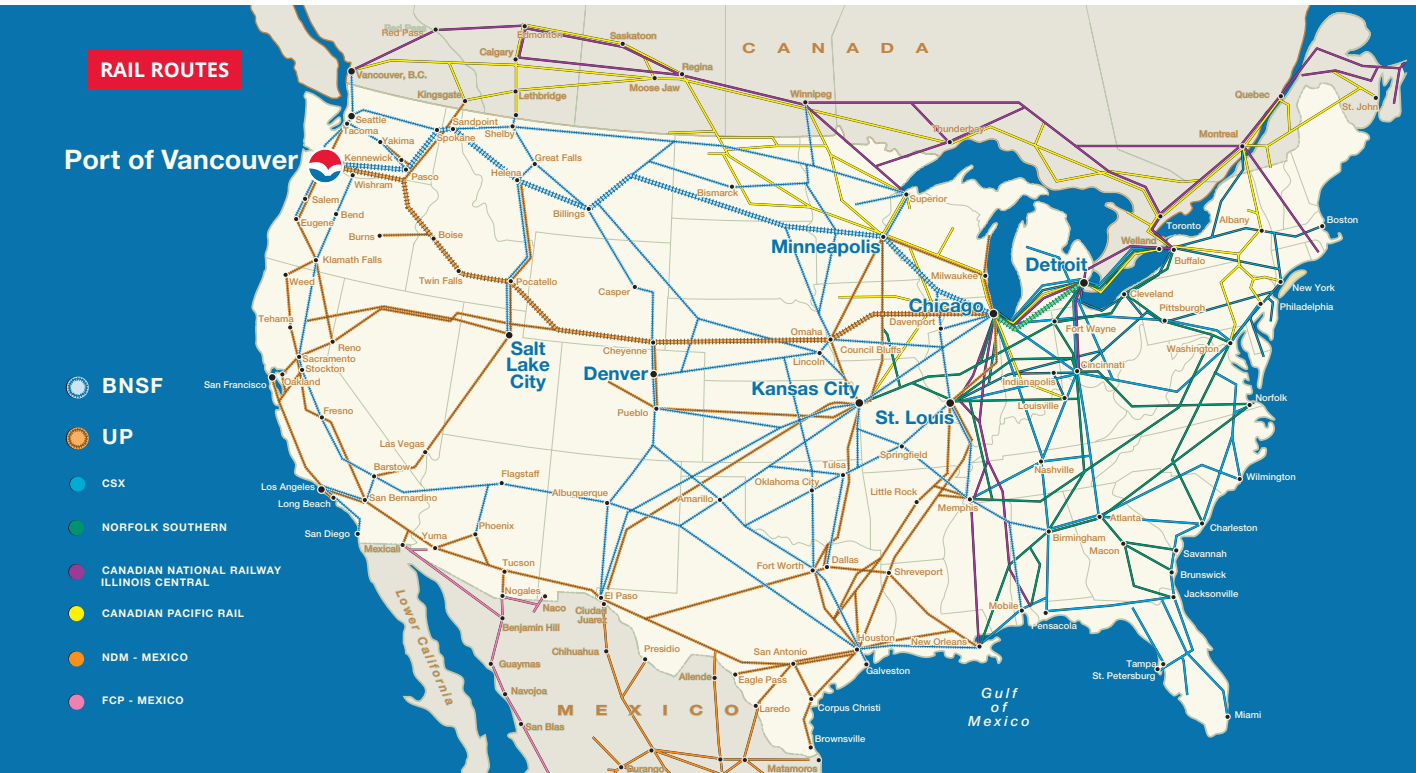 RAIL ROUTES
Port of Vancouver
BNSF
UP
CSX
NORFOLK SOUTHERN
CANADIAN NATIONAL RAILWAY
ILLINOIS CENTRAL
CANADIAN PACIFIC RAIL
NDM - MEXICO
FCP - MEXICO
CANADA
Red Pass
Red Pass
Edmonton
Saskatoon
Calgary
Regina
Vancouver, B.C.
Moose Jaw
Kingsgate
Lethbridge
Winnipeg
Thunderbay
Quebec
St. John
Montreal
Seattle
Tacoma
Yakima
Sandpoint
Spokane
Shelby
Kennewick
Pasco
Wishram
Great Falls
Helena
Billings
Bismarck
Superior
Salem
Eugene
Bend
Burns
Boise
Klamath Falls
Twin Falls
Pocatello
Weed
Casper
Minneapolis
Milwaukee
Detroit
Toronto
Welland
Buffalo
Albany
Boston
New York
Philadelphia
Cleveland
Pittsburgh
Washington
Chicago
Davenport
Fort Wayne
Tehama
Reno
Sacramento
Stockton
San Francisco
Oakland
Fresno
Salt
Lake
City
Cheyenne
Omaha
Council Bluffs
Lincoln
Denver
Kansas City
St. Louis
Indianapolis
Cincinnati
Louisville
Norfolk
Pueblo
Las Vegas
Barstow
Los Angeles
Long Beach
San Bernardino
San Diego
Mexicali
Yuma
Flagstaff
Phoenix
Tucson
Nogales
Naco
Albuquerque
Amarillo
Oklahoma City
Tulsa
Springfield
Little Rock
Memphis
Nashville
Wilmington
Charleston
Atlanta
Birmingham
Macon
Savannah
Brunswick
Jacksonville
Fort Worth
Dallas
Shreveport
Mobile
Pensacola
El Paso
Ciudad
Juarez
Benjamin Hill
Chihuahua
Presidio
San Antonio
Houston
New Orleans
Galveston
Guaymas
Navojoa
San Blas
Allende
Eagle Pass
Laredo
Corpus Christi
Brownsville
Matamoros
Durango
Tampa
St. Petersburg
Miami
Lower California
MEXICO
Gulf
of
Mexico